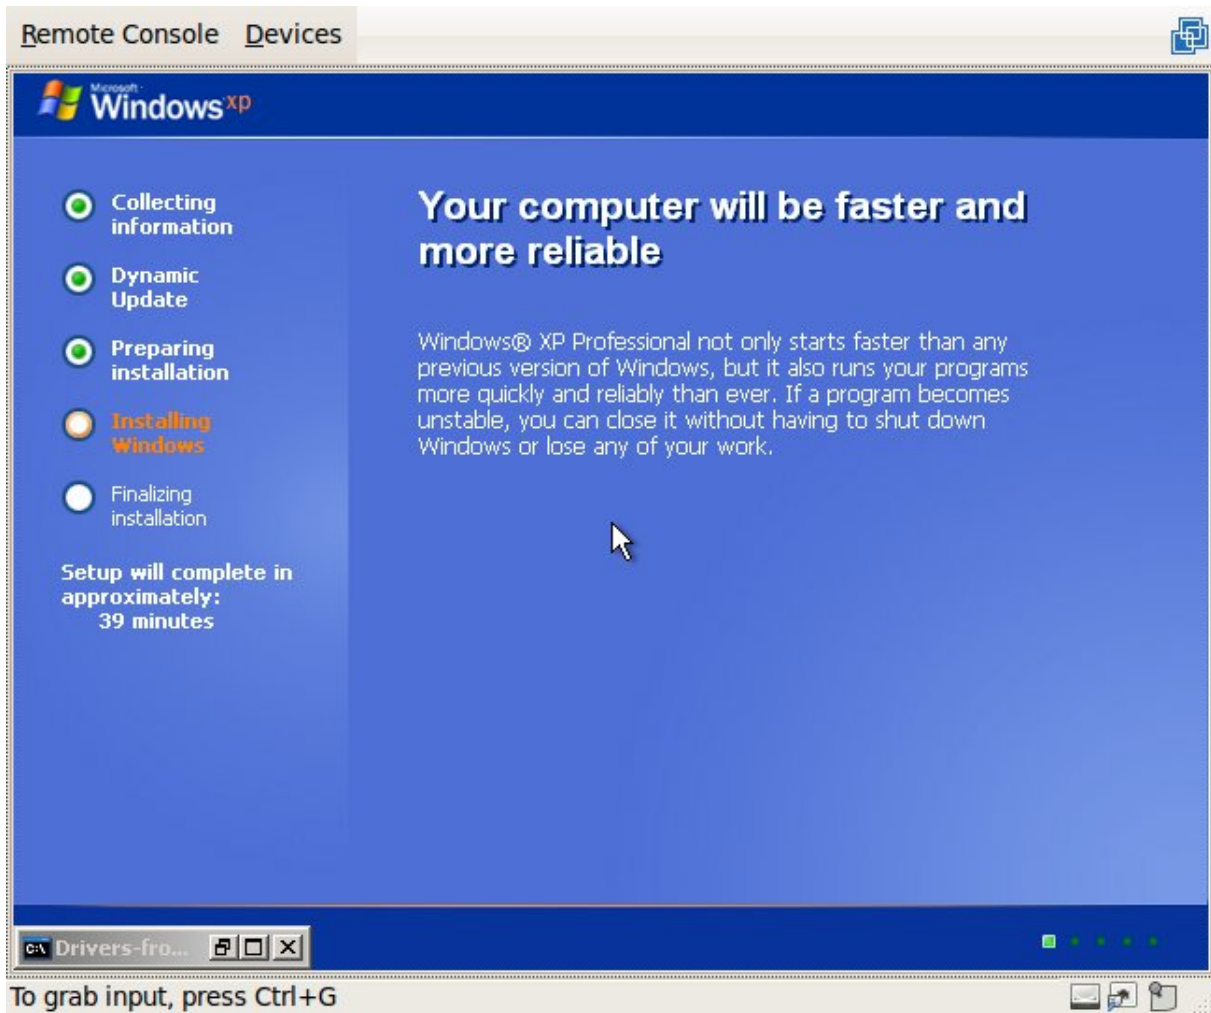 Remote Console Devices
Microsoft
Windows xp
Collecting
information
Dynamic
Update
Preparing
installation
Installing
Windows
Finalizing
installation
Setup will complete in
approximately:
39 minutes
Your computer will be faster and
more reliable
Windows® XP Professional not only starts faster than any
previous version of Windows, but it also runs your programs
more quickly and reliably than ever. If a program becomes
unstable, you can close it without having to shut down
Windows or lose any of your work.
C:\ Drivers-fro...
To grab input, press Ctrl+G